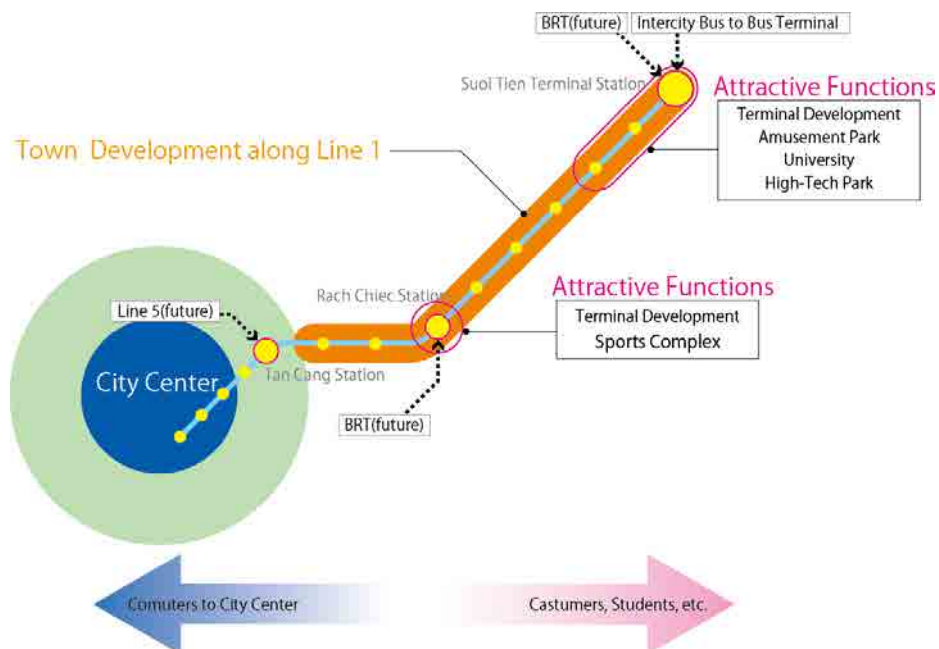 BRT(future)
Intercity Bus to Bus Terminal
Suoi Tien Terminal Station
Attractive Functions
Terminal Development
Amusement Park
University
High-Tech Park
Town Development along Line 1
Rach Chiec Station
Attractive Functions
Terminal Development
Sports Complex
Line 5(future)
Tan Cang Station
City Center
BRT(future)
Comuters to City Center
Castumers, Students, etc.